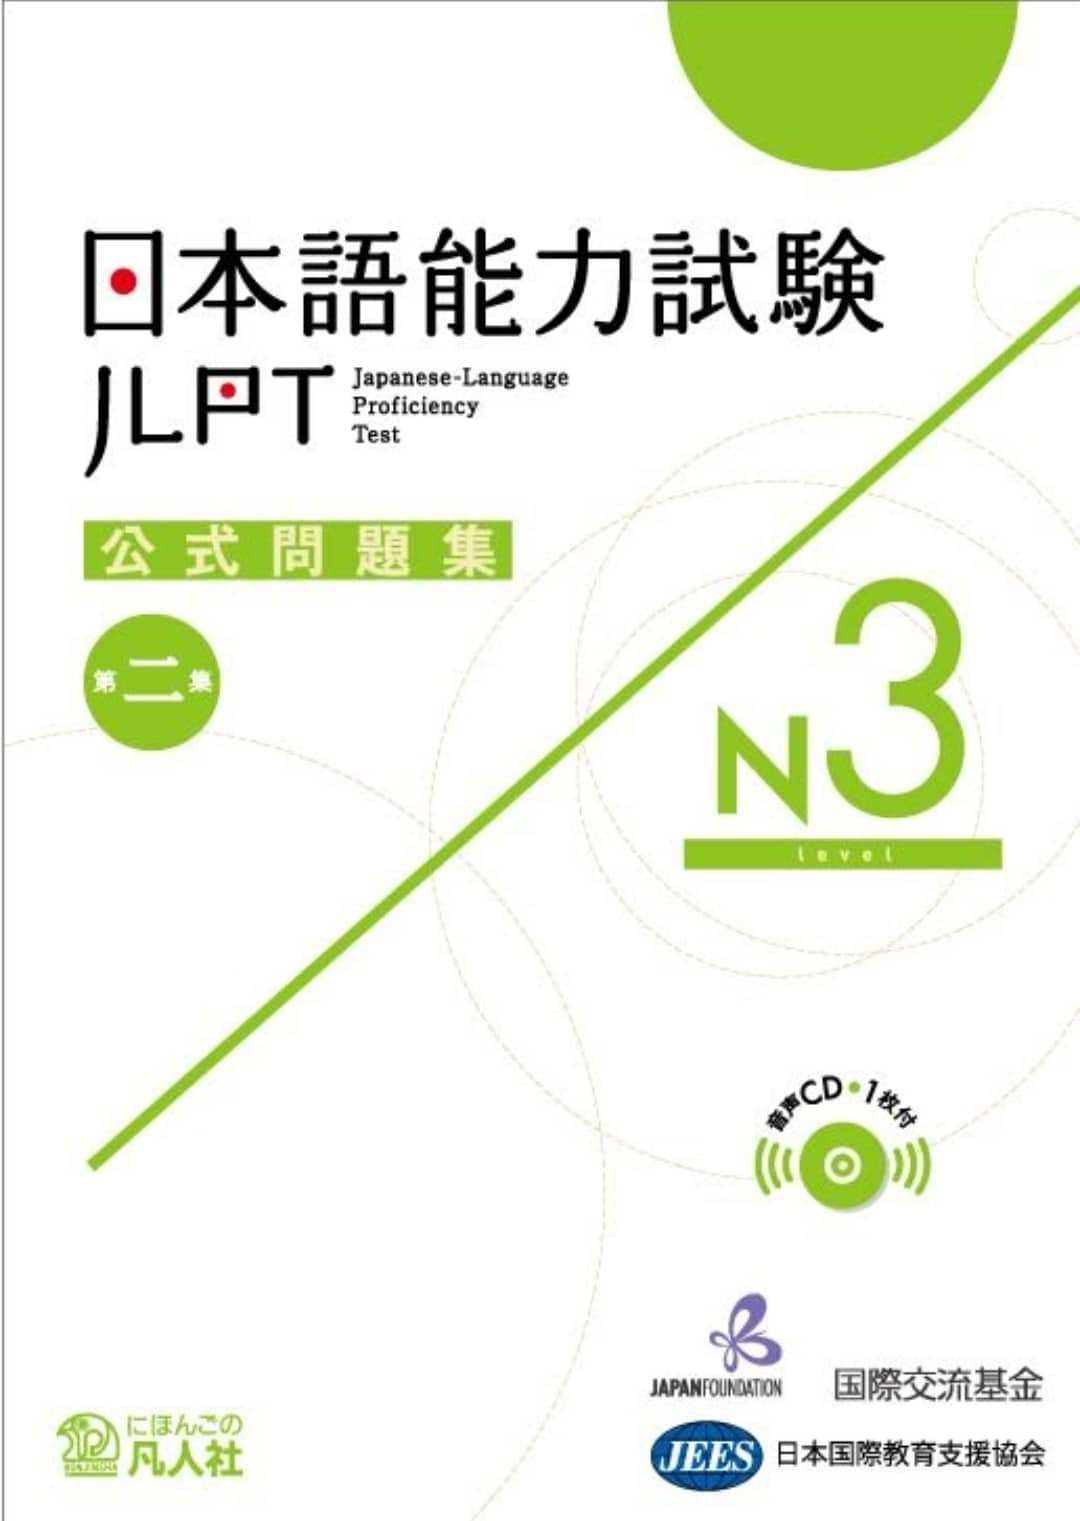 日本語能力試験
JLPT
Japanese-Language
Proficiency
Test
公式問題集
第二集
N3
level
音声CD・1枚付
JAPANFOUNDATION
国際交流基金
JEES
日本国際教育支援協会
にほんごの
凡人社